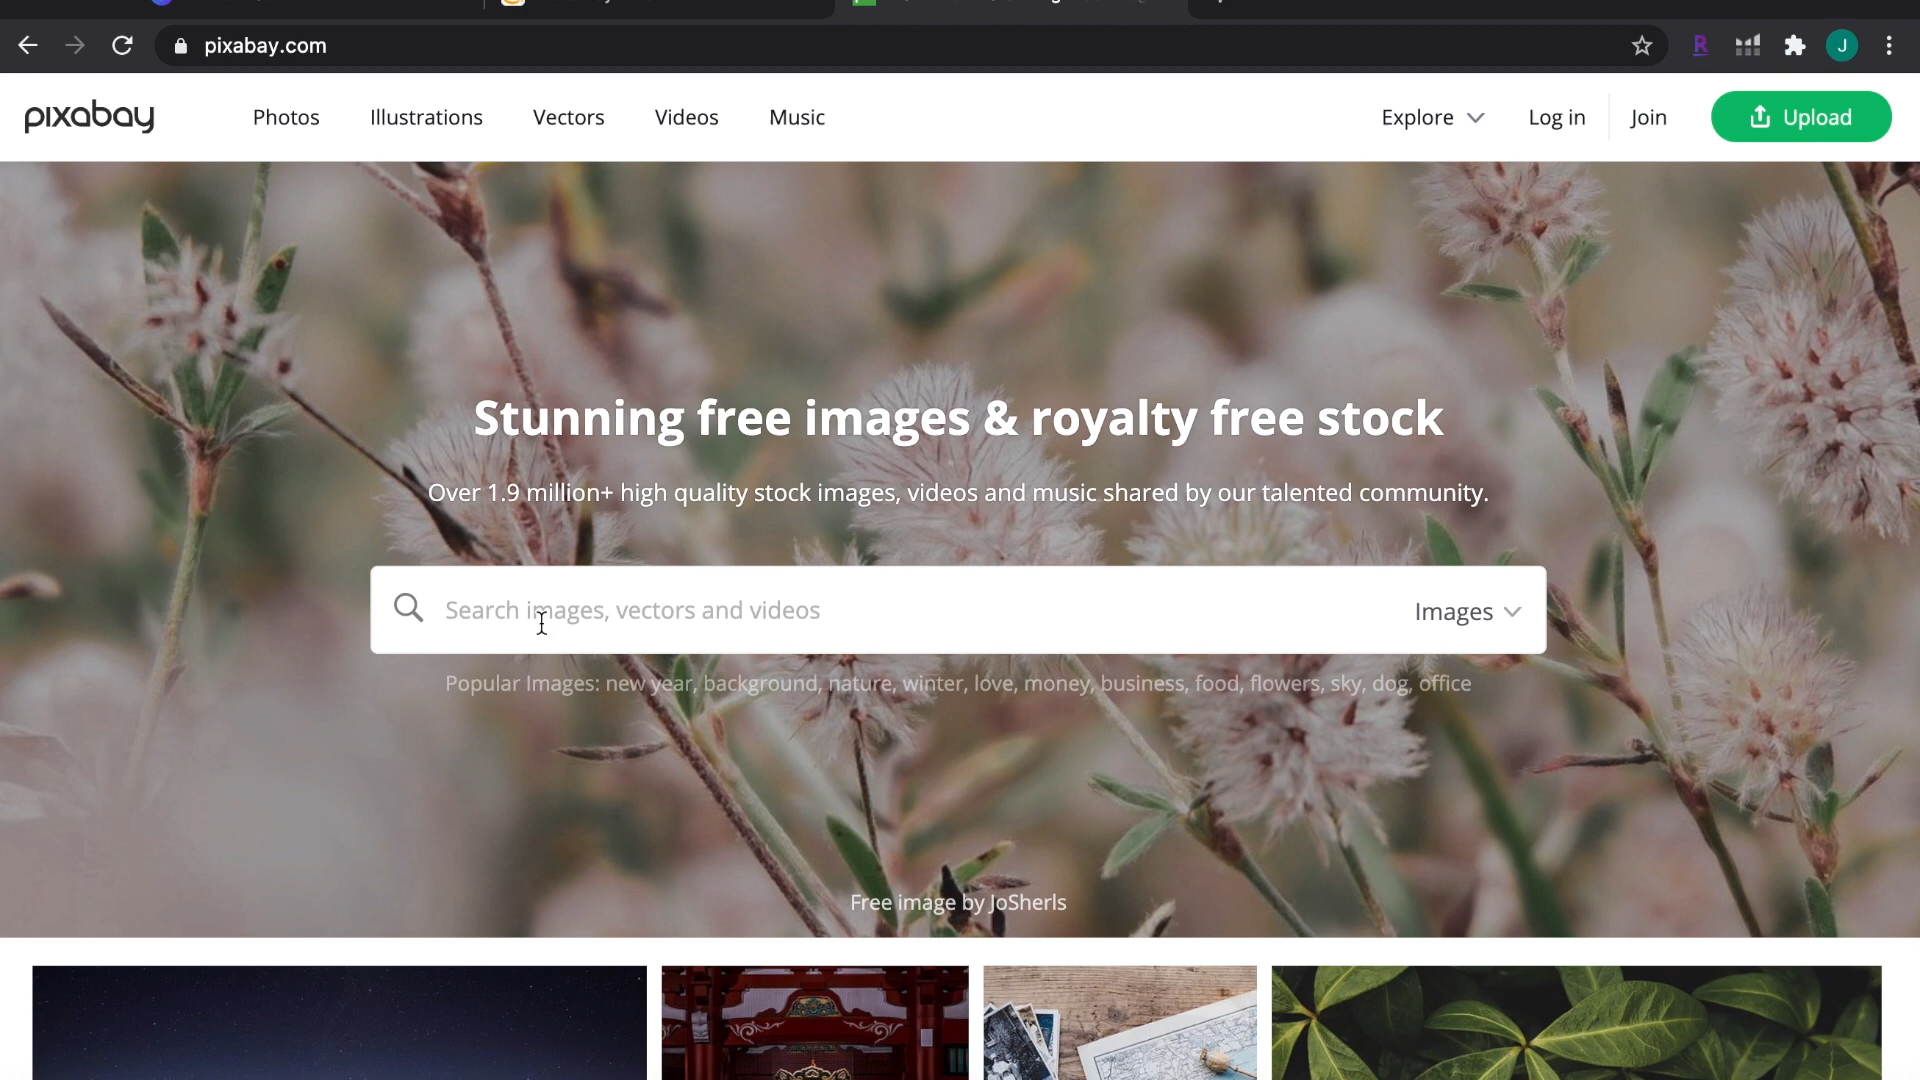 pixabay.com
R
J
pixabay
Photos Illustrations Vectors Videos Music
Explore Log in Join Upload
Stunning free images & royalty free stock
Over 1.9 million+ high quality stock images, videos and music shared by our talented community.
Search images, vectors and videos Images
Popular Images: new year, background, nature, winter, love, money, business, food, flowers, sky, dog, office
Free image by JoSherls